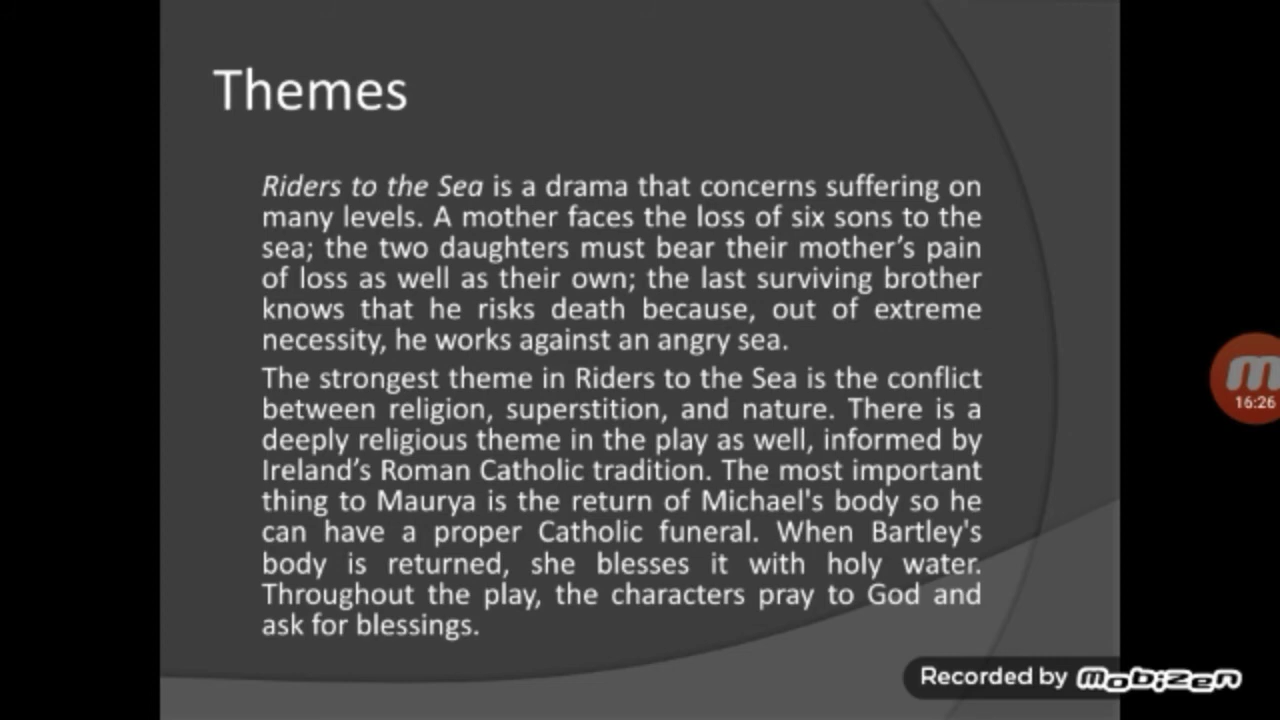 Themes
Riders to the Sea is a drama that concerns suffering on
many levels. A mother faces the loss of six sons to the
sea; the two daughters must bear their mother’s pain
of loss as well as their own; the last surviving brother
knows that he risks death because, out of extreme
necessity, he works against an angry sea.
The strongest theme in Riders to the Sea is the conflict
between religion, superstition, and nature. There is a
deeply religious theme in the play as well, informed by
Ireland’s Roman Catholic tradition. The most important
thing to Maurya is the return of Michael's body so he
can have a proper Catholic funeral. When Bartley's
body is returned, she blesses it with holy water.
Throughout the play, the characters pray to God and
ask for blessings.
16:26
Recorded by Mobizen